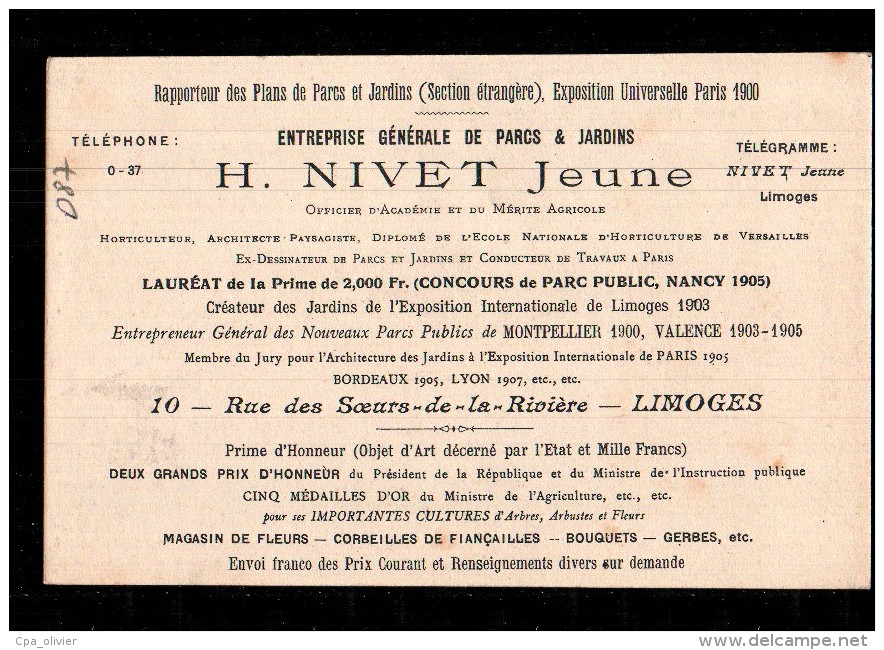 Rapporteur des Plans de Parcs et Jardins (Section étrangère), Exposition Universelle Paris 1900
ENTREPRISE GÉNÉRALE DE PARCS & JARDINS
TÉLÉPHONE :
0-37
H. NIVET Jeune
TÉLÉGRAMME :
NIVET Jeune
Limoges
OFFICIER D'ACADÉMIE ET DU MÉRITE AGRICOLE
HORTICULTEUR, ARCHITECTE PAYSAGISTE, DIPLOMÉ DE L'ECOLE NATIONALE D'HORTICULTURE DE VERSAILLES
EX-DESSINATEUR DE PARCS ET JARDINS ET CONDUCTEUR DE TRAVAUX A PARIS
LAURÉAT de la Prime de 2,000 Fr. (CONCOURS de PARC PUBLIC, NANCY 1905)
Créateur des Jardins de l'Exposition Internationale de Limoges 1903
Entrepreneur Général des Nouveaux Parcs Publics de MONTPELLIER 1900, VALENCE 1903-1905
Membre du Jury pour l'Architecture des Jardins à l'Exposition Internationale de PARIS 1905
BORDEAUX 1905, LYON 1907, etc., etc.
10 — Rue des Sœurs-de-la-Rivière — LIMOGES
Prime d'Honneur (Objet d'Art décerné par l'Etat et Mille Francs)
DEUX GRANDS PRIX D'HONNEUR du Président de la République et du Ministre de l'Instruction publique
CINQ MÉDAILLES D'OR du Ministre de l'Agriculture, etc., etc.
pour ses IMPORTANTES CULTURES d'Arbres, Arbustes et Fleurs
MAGASIN DE FLEURS — CORBEILLES DE FIANÇAILLES — BOUQUETS — GERBES, etc.
Envoi franco des Prix Courant et Renseignements divers sur demande
Cpa_olivier
delcampe.net